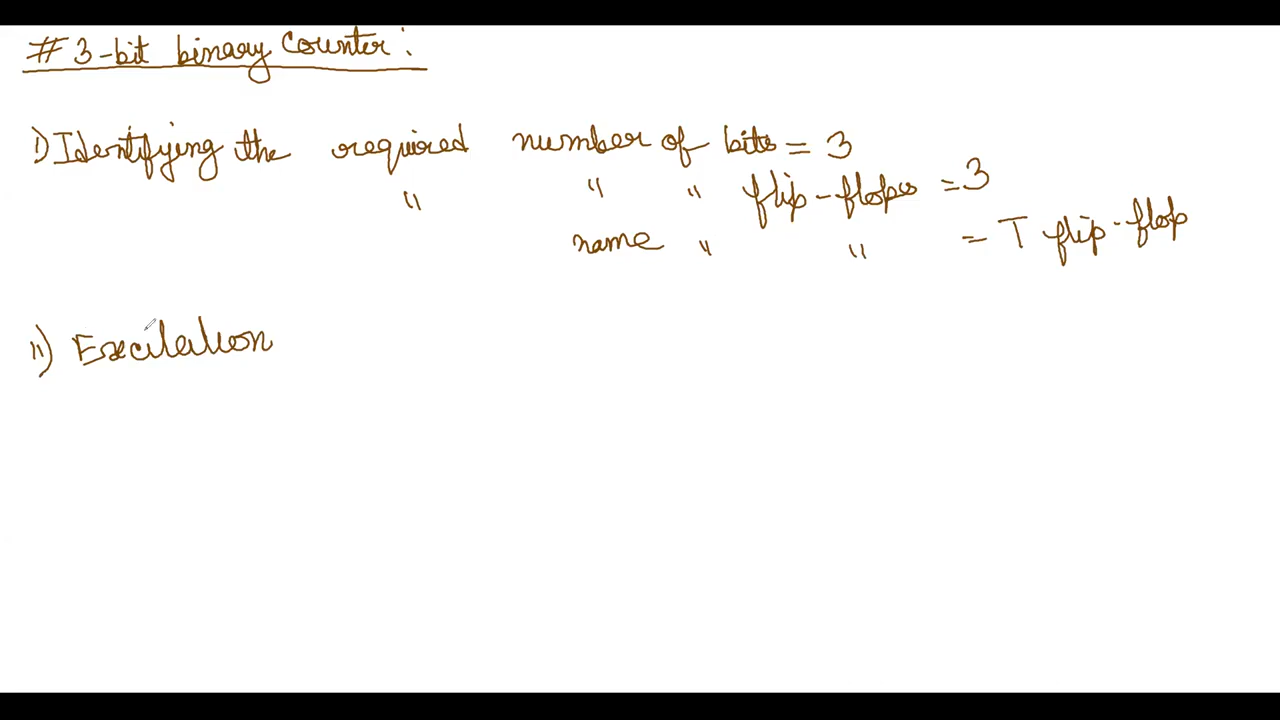 # 3-bit binary Counter:
i) Identifying the required number of bits = 3
" " " flip-flops = 3
name " " = T flip-flop
ii) Excitation